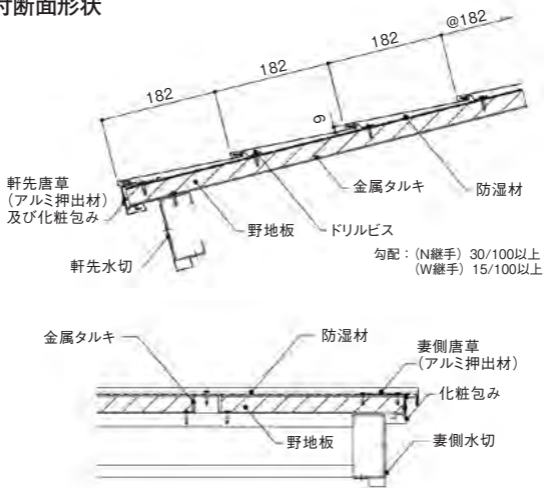 付断面形状
182
182
182
@182
9
軒先唐草
(アルミ押出材)
及び化粧包み
金属タルキ
防湿材
野地板
ドリルビス
軒先水切
勾配：(N継手) 30/100以上
(W継手) 15/100以上
金属タルキ
防湿材
妻側唐草
(アルミ押出材)
化粧包み
野地板
妻側水切